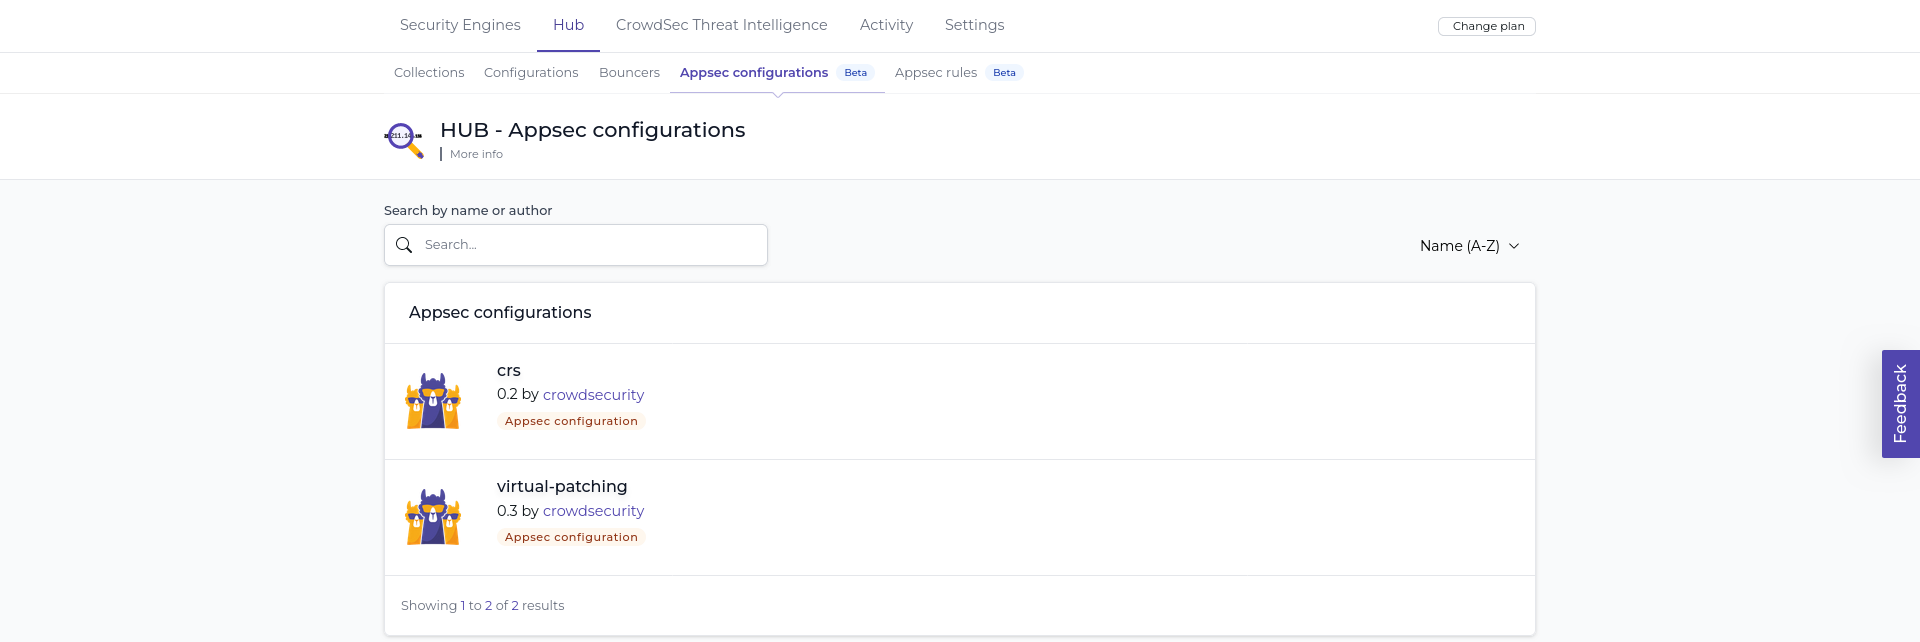 Security Engines Hub CrowdSec Threat Intelligence Activity Settings Change plan
Collections Configurations Bouncers Appsec configurations Beta Appsec rules Beta
HUB - Appsec configurations
More info
Search by name or author
Search...
Name (A-Z)
Appsec configurations
crs
0.2 by crowdsecurity
Appsec configuration
Feedback
virtual-patching
0.3 by crowdsecurity
Appsec configuration
Showing 1 to 2 of 2 results